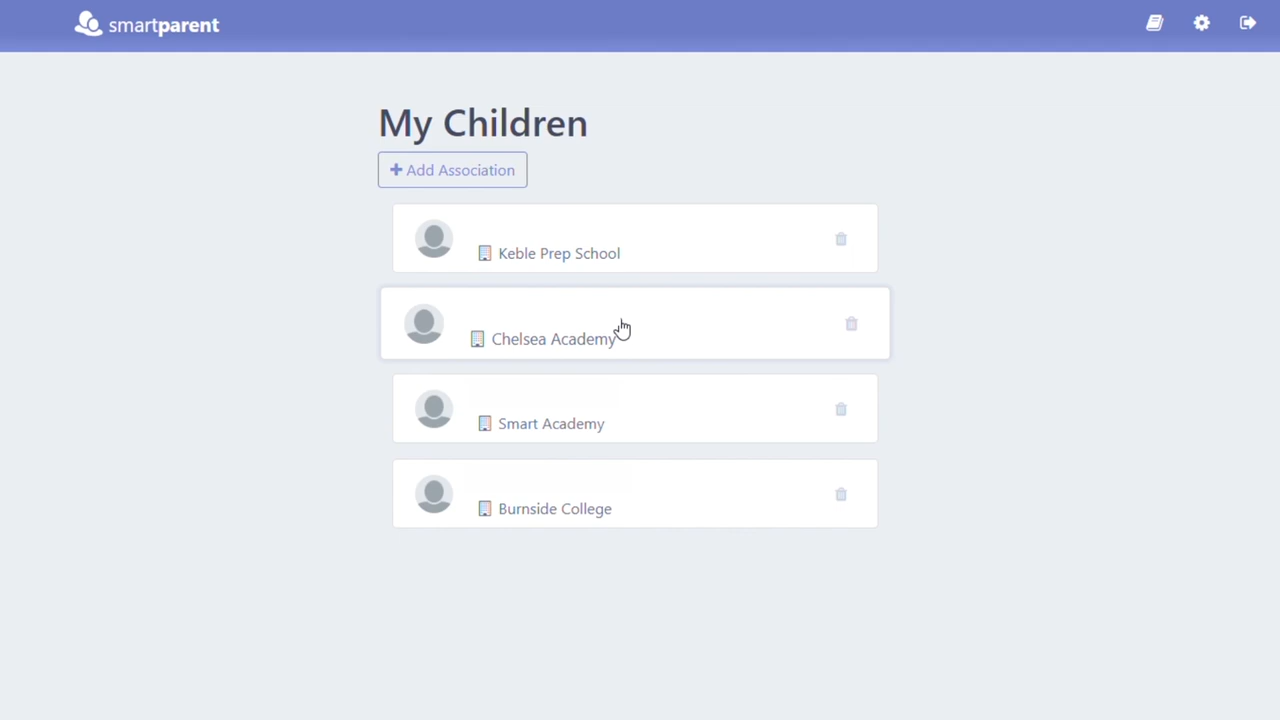 smartparent
My Children
+ Add Association
Keble Prep School
Chelsea Academy
Smart Academy
Burnside College